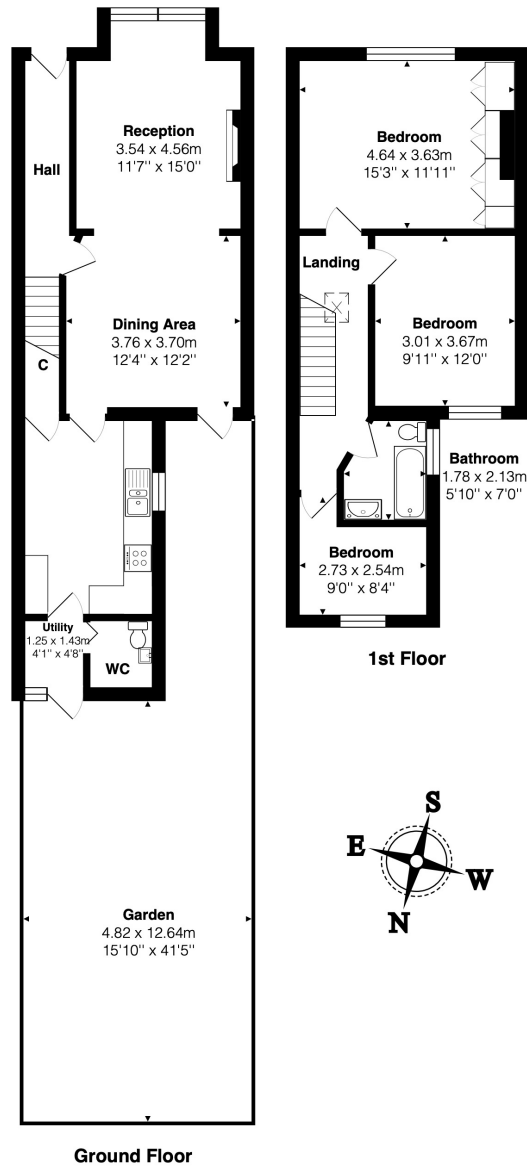 Reception
3.54 x 4.56m
11'7'' x 15'0''
Hall
Dining Area
3.76 x 3.70m
12'4'' x 12'2''
C
Utility
1.25 x 1.43m
4'1'' x 4'8''
WC
Garden
4.82 x 12.64m
15'10'' x 41'5''
Ground Floor
Bedroom
4.64 x 3.63m
15'3'' x 11'11''
Landing
Bedroom
3.01 x 3.67m
9'11'' x 12'0''
Bathroom
1.78 x 2.13m
5'10'' x 7'0''
Bedroom
2.73 x 2.54m
9'0'' x 8'4''
1st Floor
S
E
W
N